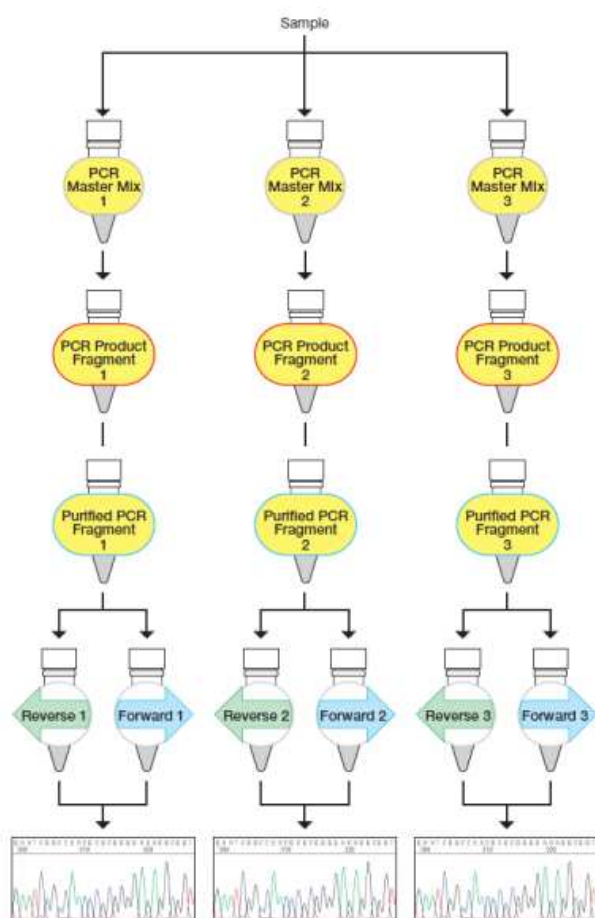 Sample
PCR
Master Mix
1
PCR
Master Mix
2
PCR
Master Mix
3
PCR Product
Fragment
1
PCR Product
Fragment
2
PCR Product
Fragment
3
Purified PCR
Fragment
1
Purified PCR
Fragment
2
Purified PCR
Fragment
3
Reverse 1
Forward 1
Reverse 2
Forward 2
Reverse 3
Forward 3